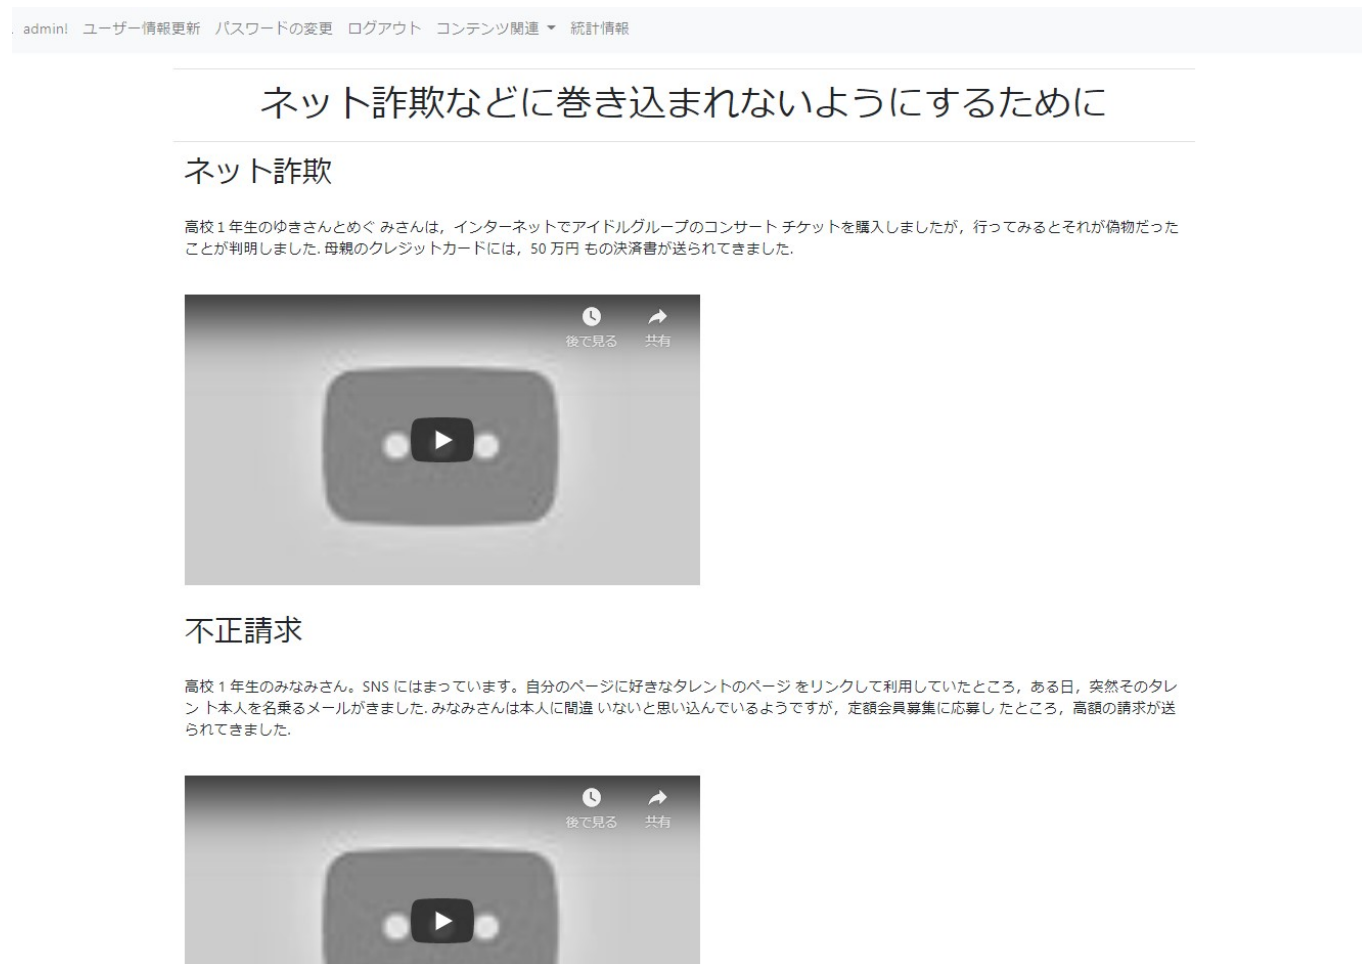 admin! ユーザー情報更新 パスワードの変更 ログアウト コンテンツ関連 統計情報
ネット詐欺などに巻き込まれないようにするために
ネット詐欺
高校１年生のゆきさんとめぐ みさんは，インターネットでアイドルグループのコンサート チケットを購入しましたが，行ってみるとそれが偽物だった
ことが判明しました. 母親のクレジットカードには，50 万円 もの決済書が送られてきました.
後で見る 共有
不正請求
高校 1 年生のみなみさん。SNS にはまっています。自分のページに好きなタレントのページ をリンクして利用していたところ，ある日，突然そのタレ
ン ト本人を名乗るメールがきました. みなみさんは本人に間違 いないと思い込んでいるようですが，定額会員募集に応募し たところ，高額の請求が送
られてきました.
後で見る 共有